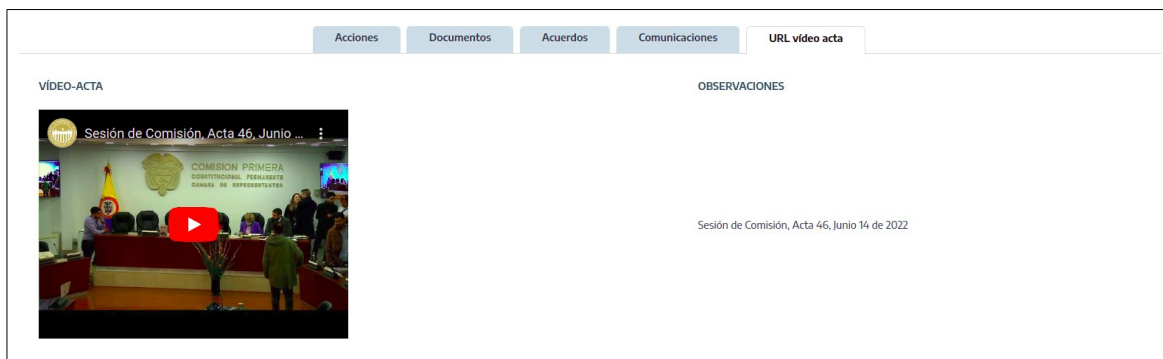 Acciones
Documentos
Acuerdos
Comunicaciones
URL vídeo acta
VÍDEO-ACTA
OBSERVACIONES
Sesión de Comisión, Acta 46, Junio ...
COMISION PRIMERA
CONSTITUCIONAL PERMANENTE
CAMARA DE REPRESENTANTES
Sesión de Comisión, Acta 46, Junio 14 de 2022